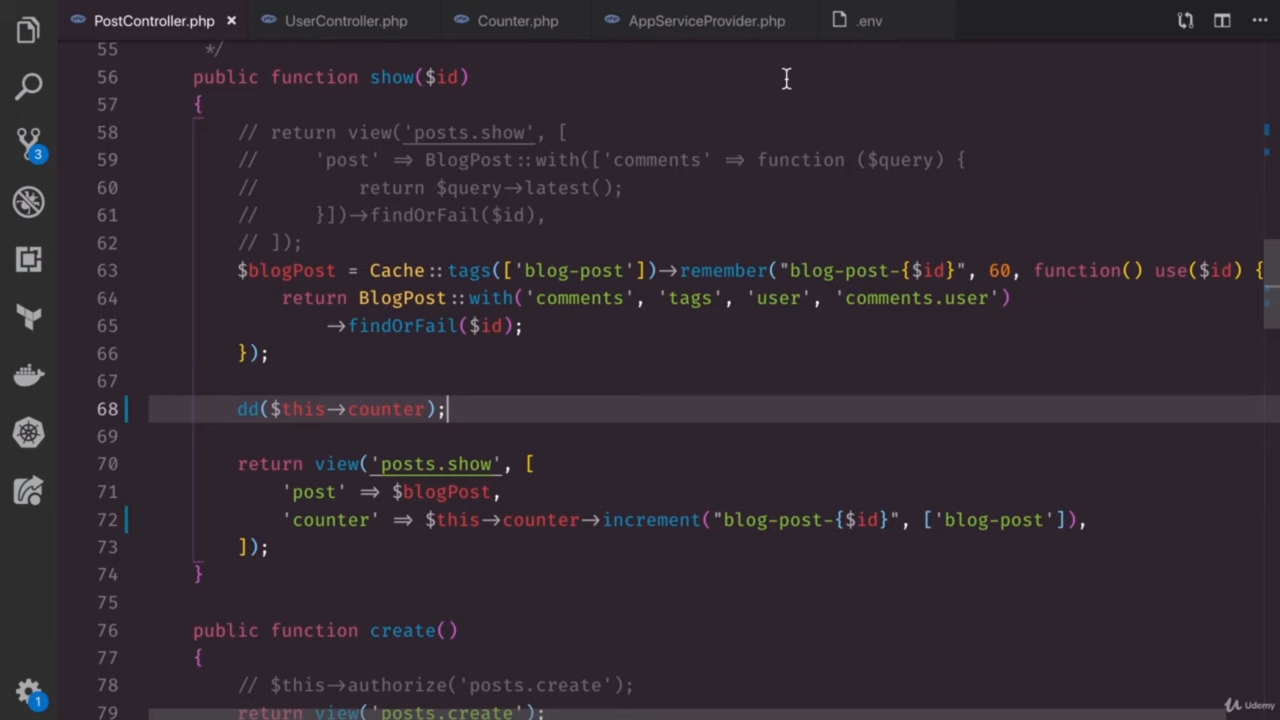 PostController.php × UserController.php Counter.php AppServiceProvider.php .env
55 */
56 public function show($id)
57 {
58 // return view('posts.show', [
59 // 'post' => BlogPost::with(['comments' => function ($query) {
60 // return $query->latest();
61 // }])->findOrFail($id),
62 // ]);
63 $blogPost = Cache::tags(['blog-post'])->remember("blog-post-{$id}", 60, function() use($id) {
64 return BlogPost::with('comments', 'tags', 'user', 'comments.user')
65 ->findOrFail($id);
66 });
67
68 dd($this->counter);
69
70 return view('posts.show', [
71 'post' => $blogPost,
72 'counter' => $this->counter->increment("blog-post-{$id}", ['blog-post']),
73 ]);
74 }
75
76 public function create()
77 {
78 // $this->authorize('posts.create');
79 return view('posts.create');
3
1
Udemy